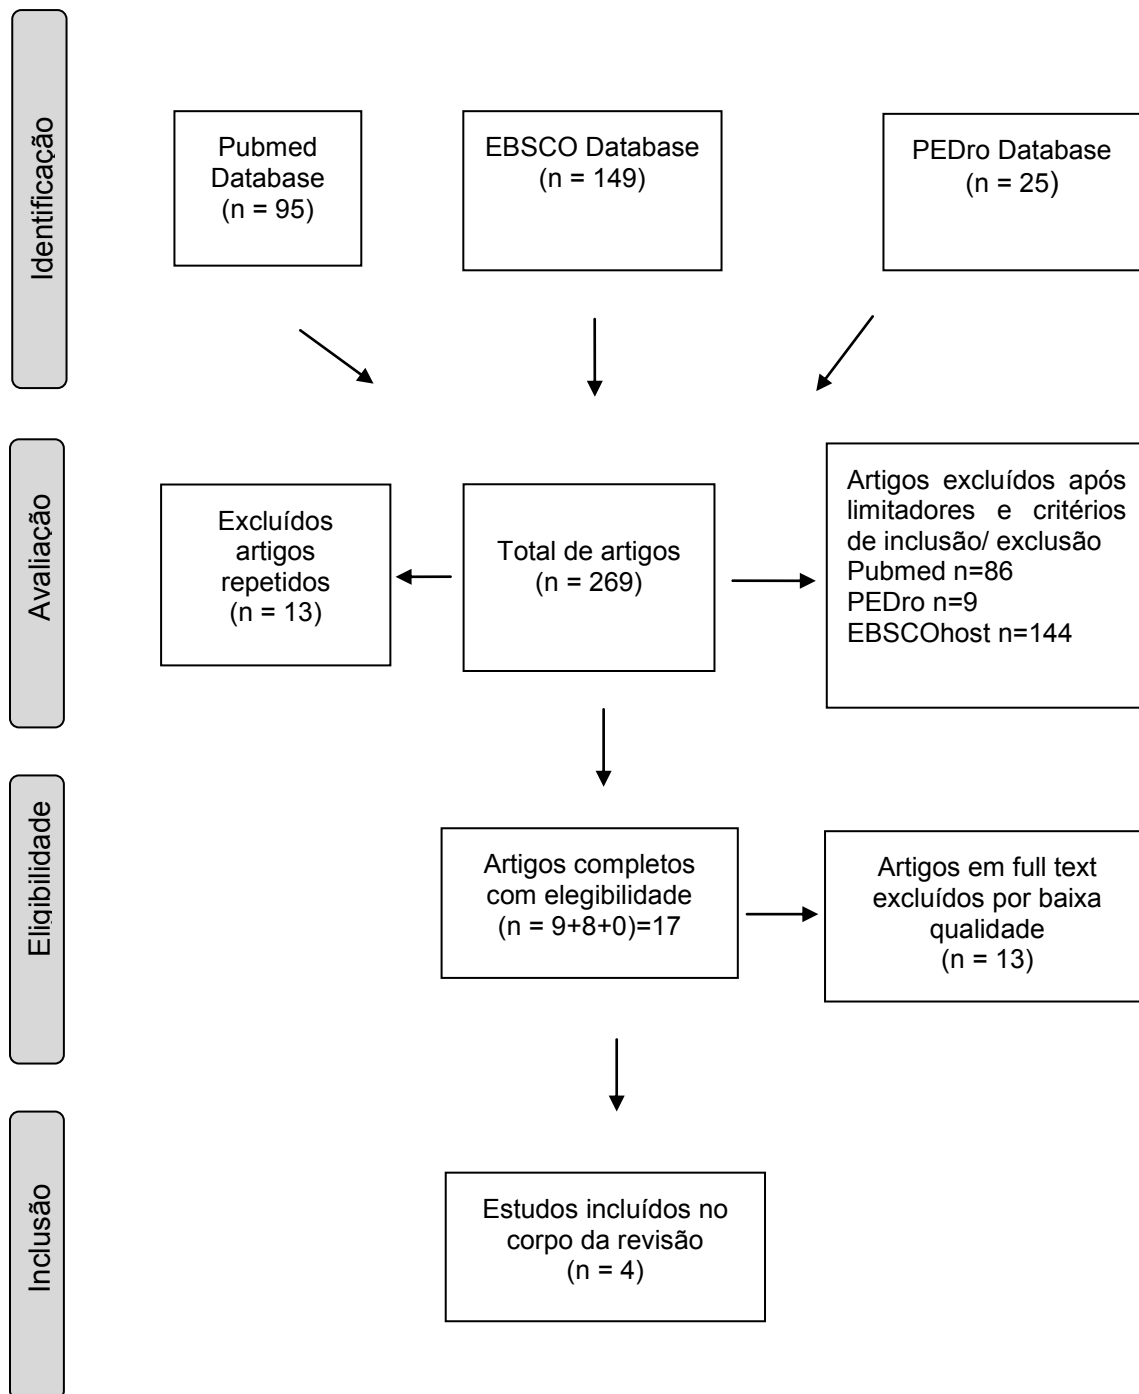 Identificação
Pubmed
Database
(n = 95)
EBSCO Database
(n = 149)
PEDro Database
(n = 25)
Avaliação
Excluídos
artigos
repetidos
(n = 13)
Total de artigos
(n = 269)
Artigos excluídos após
limitadores e critérios
de inclusão/ exclusão
Pubmed n=86
PEDro n=9
EBSCOhost n=144
Eligibilidade
Artigos completos
com elegibilidade
(n = 9+8+0)=17
Artigos em full text
excluídos por baixa
qualidade
(n = 13)
Inclusão
Estudos incluídos no
corpo da revisão
(n = 4)